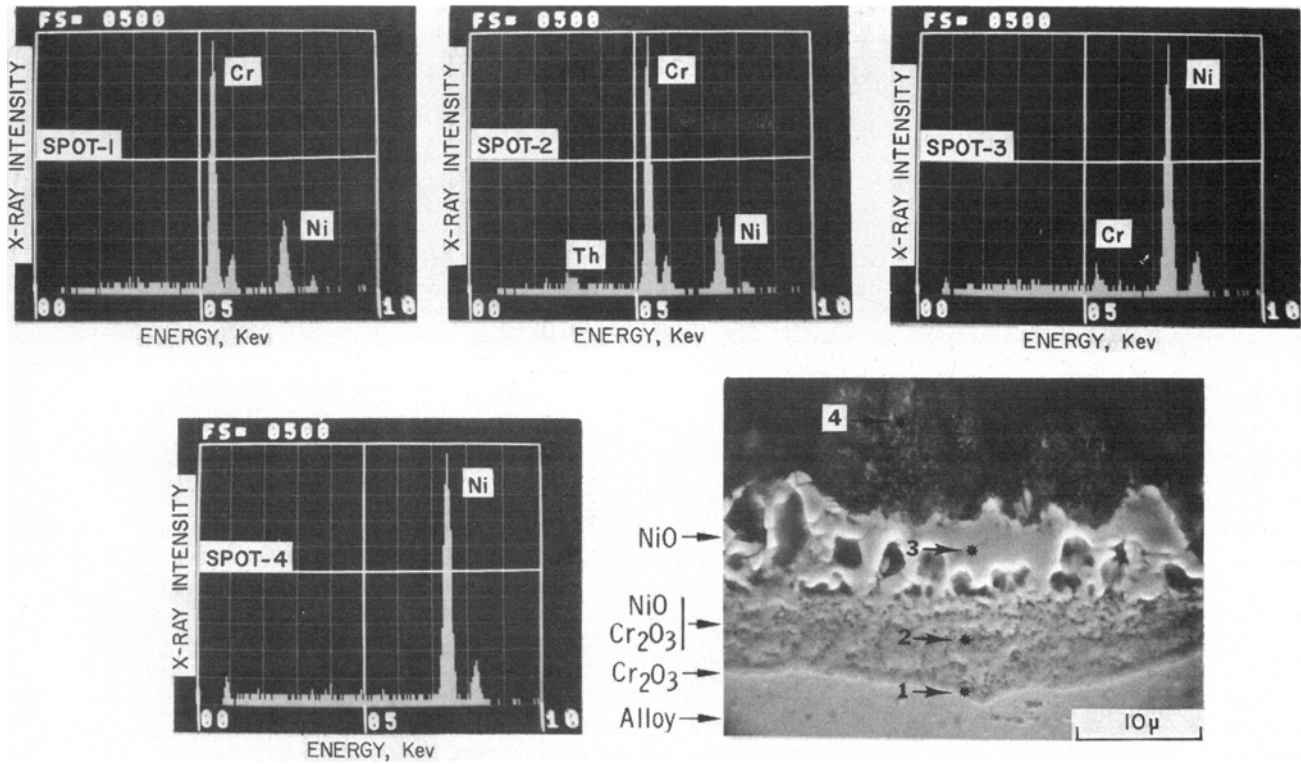 FS= 0500
X-RAY INTENSITY
Cr
SPOT-1
Ni
00 05 10
ENERGY, Kev
FS= 0500
X-RAY INTENSITY
Cr
SPOT-2
Th
Ni
00 05 10
ENERGY, Kev
FS= 0500
X-RAY INTENSITY
Ni
SPOT-3
Cr
00 05 10
ENERGY, Kev
FS= 0500
X-RAY INTENSITY
Ni
SPOT-4
00 05 10
ENERGY, Kev
4
NiO
3
NiO
Cr₂O₃
2
Cr₂O₃
1
Alloy
10μ